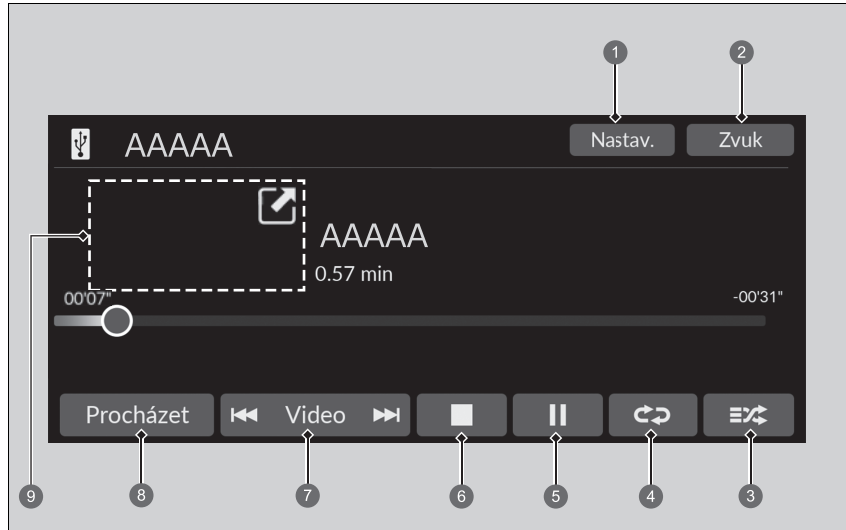 1
2
AAAAA
Nastav.
Zvuk
AAAAA
0.57 min
00'07"
-00'31"
Procházet
Video
9
8
7
6
5
4
3